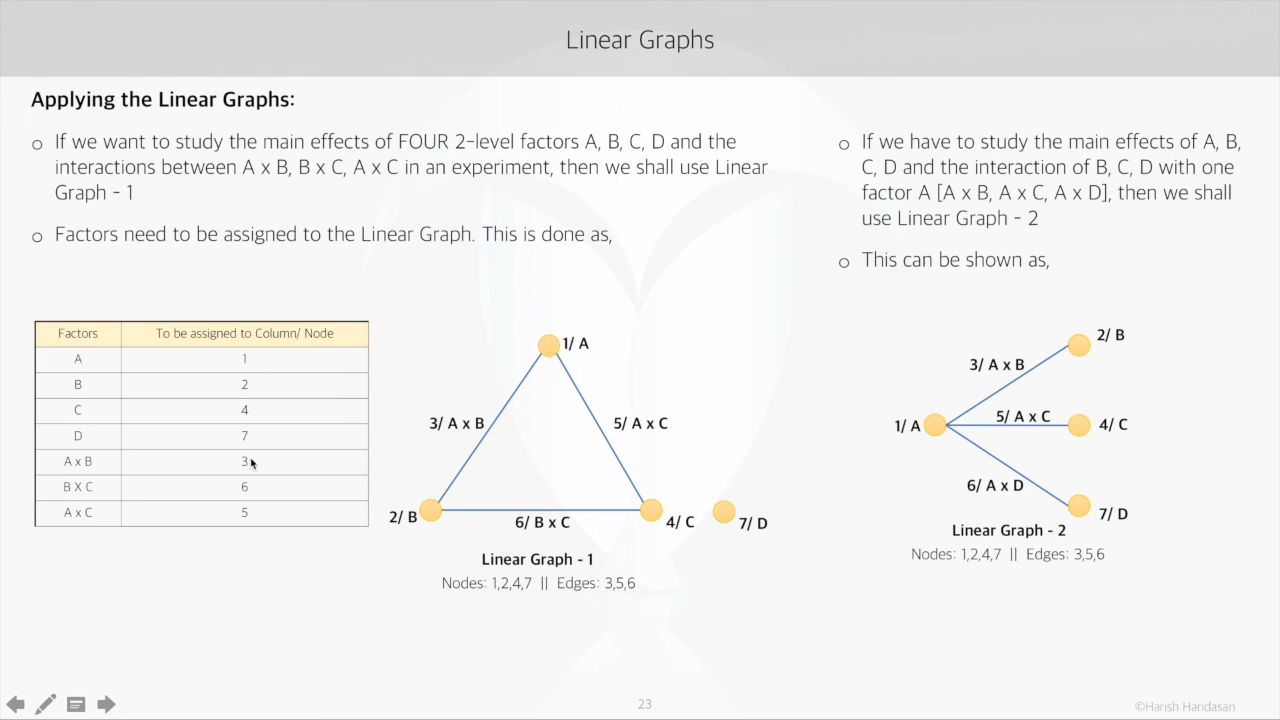 Linear Graphs
Applying the Linear Graphs:
o If we want to study the main effects of FOUR 2-level factors A, B, C, D and the
interactions between A x B, B x C, A x C in an experiment, then we shall use Linear
Graph - 1
o Factors need to be assigned to the Linear Graph. This is done as,
o If we have to study the main effects of A, B,
C, D and the interaction of B, C, D with one
factor A [A x B, A x C, A x D], then we shall
use Linear Graph - 2
o This can be shown as,
Factors To be assigned to Column/ Node
A 1
B 2
C 4
D 7
A x B 3
B X C 6
A x C 5
1/ A
3/ A x B
5/ A x C
2/ B
6/ B x C
4/ C
7/ D
Linear Graph - 1
Nodes: 1,2,4,7 || Edges: 3,5,6
2/ B
3/ A x B
1/ A
5/ A x C
4/ C
6/ A x D
7/ D
Linear Graph - 2
Nodes: 1,2,4,7 || Edges: 3,5,6
23
©Harish Haridasan